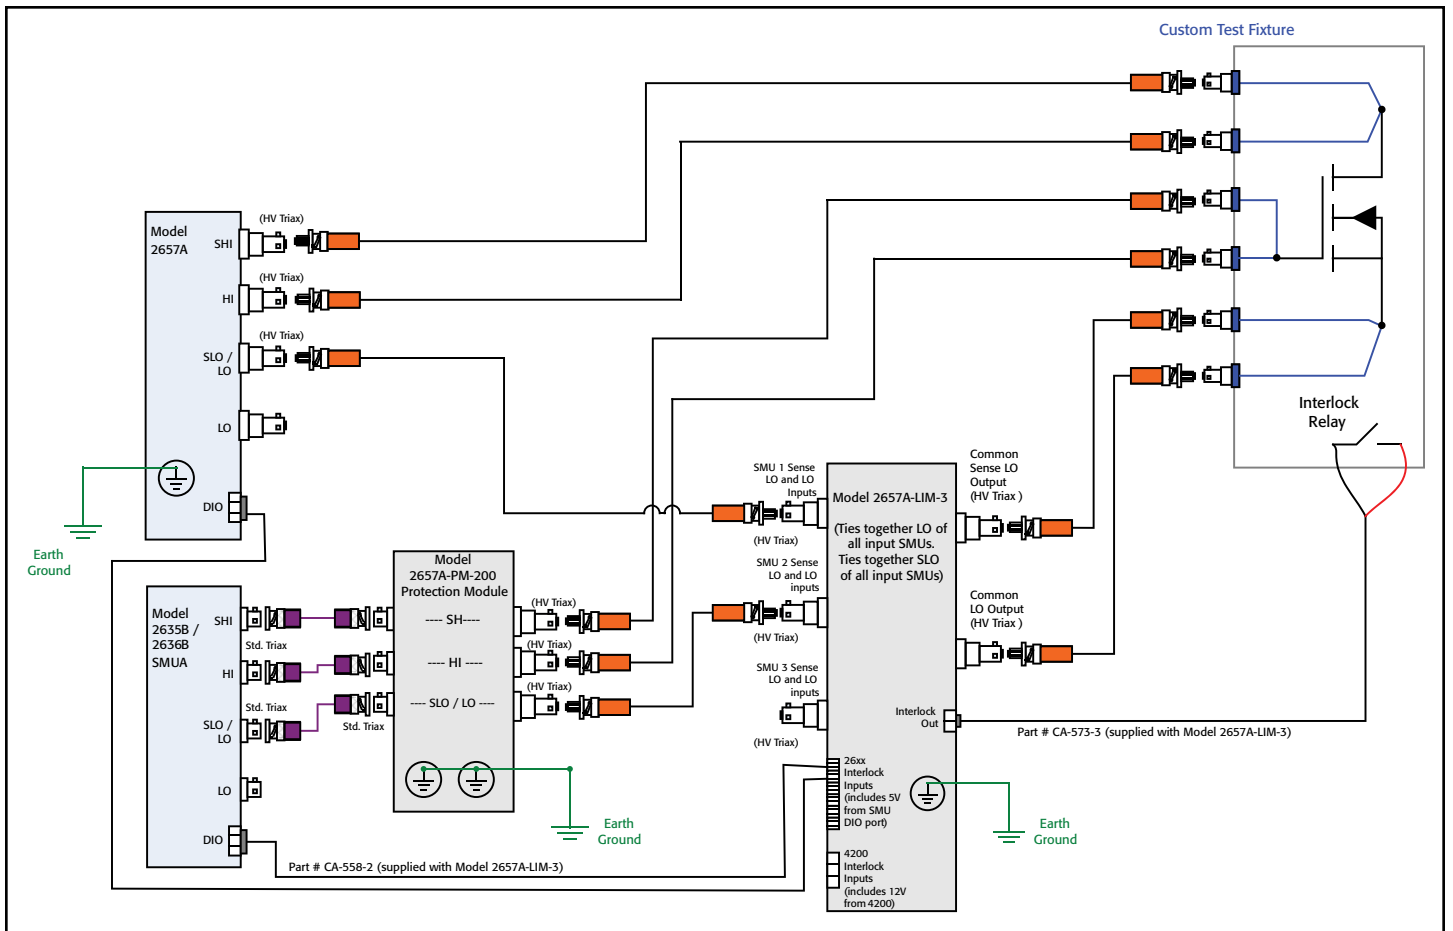 Custom Test Fixture
Model
2657A
(HV Triax)
SHI
(HV Triax)
HI
(HV Triax)
SLO /
LO
LO
DIO
Earth
Ground
Interlock
Relay
Model
2635B /
2636B
SMUA
SHI
Std. Triax
HI
Std. Triax
SLO /
LO
LO
DIO
Std. Triax
Model
2657A-PM-200
Protection Module
---- SH----
---- HI ----
---- SLO / LO ----
(HV Triax)
(HV Triax)
(HV Triax)
Earth
Ground
SMU 1 Sense
LO and LO
Inputs
(HV Triax)
SMU 2 Sense
LO and LO
inputs
(HV Triax)
SMU 3 Sense
LO and LO
inputs
(HV Triax)
Model 2657A-LIM-3
(Ties together LO of
all input SMUs.
Ties together SLO
of all input SMUs)
Common
Sense LO
Output
(HV Triax )
Common
LO Output
(HV Triax )
Interlock
Out
Part # CA-573-3 (supplied with Model 2657A-LIM-3)
26xx
Interlock
Inputs
(includes 5V
from SMU
DIO port)
Earth
Ground
4200
Interlock
Inputs
(includes 12V
from 4200)
Part # CA-558-2 (supplied with Model 2657A-LIM-3)